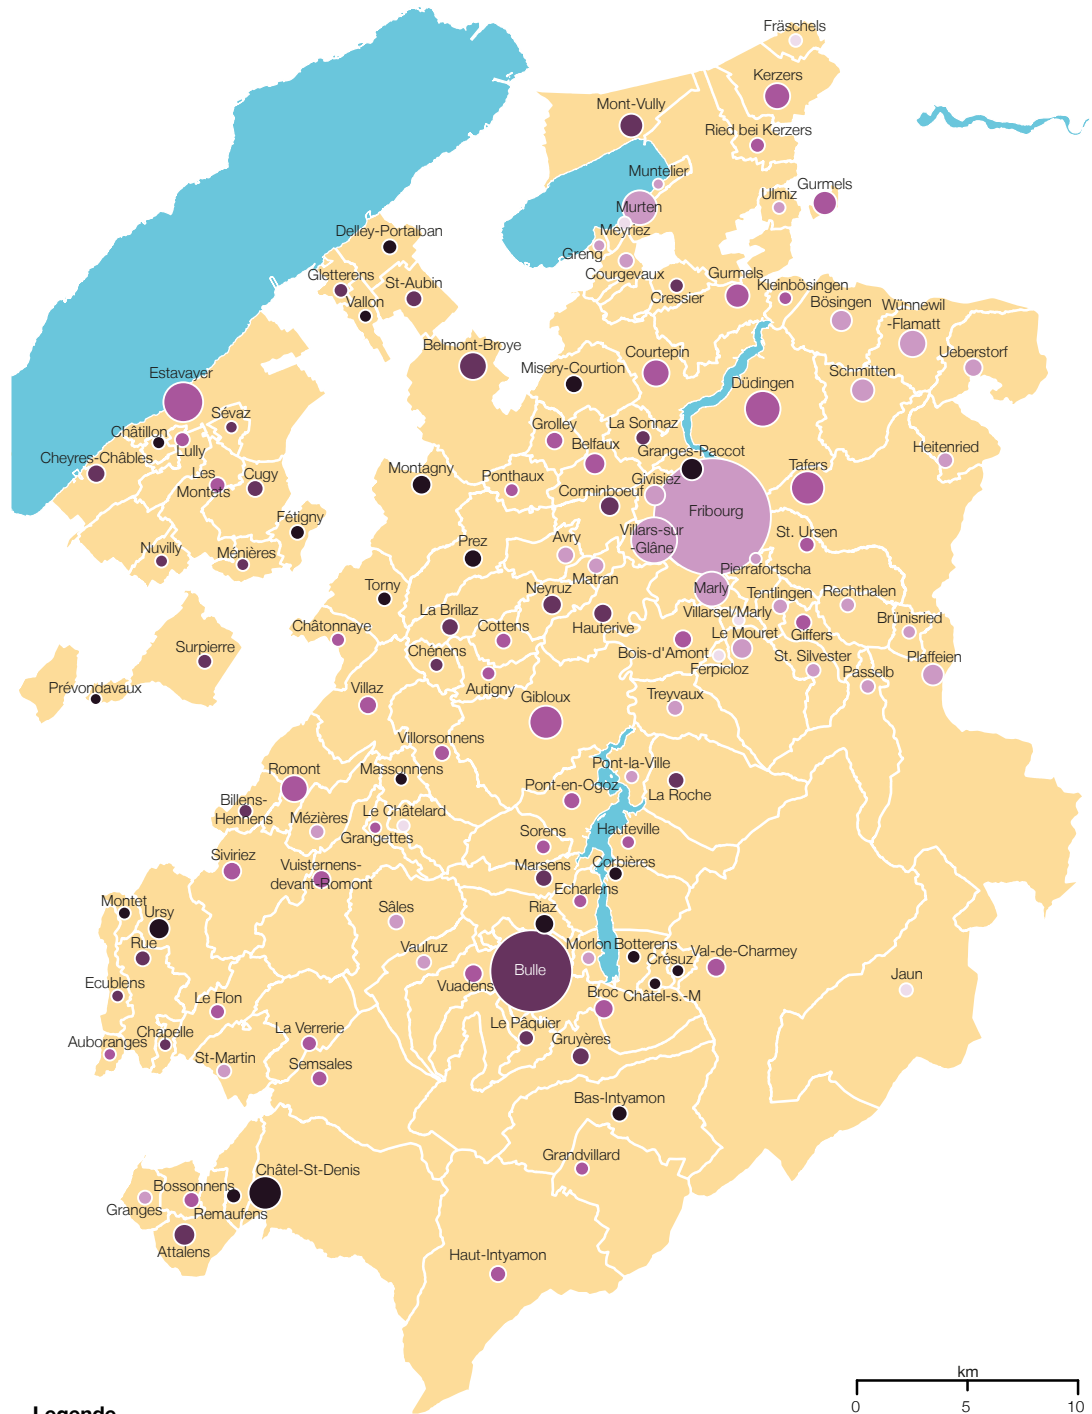 Fräschels
Kerzers
Mont-Vully
Ried bei Kerzers
Muntelier
Gurmels
Ulmiz
Murten
Meyriez
Delley-Portalban
Greng
Courgevaux
Gurmels
Gletterens
St-Aubin
Kleinbösingen
Cressier
Vallon
Bösingen
Wünnewil
-Flamatt
Belmont-Broye
Courtepin
Ueberstorf
Misery-Courtion
Schmitten
Estavayer
Düdingen
Sévaz
Grolley
La Sonnaz
Châtillon
Belfaux
Granges-Paccot
Heitenried
Lully
Cheyres-Châbles
Tafers
Montagny
Les
Montets
Cugy
Ponthaux
Givisiez
Corminboeuf
Fribourg
Fétigny
Villars-sur
-Glâne
St. Ursen
Avry
Prez
Nuvilly
Ménières
Pierrafortscha
Matran
Torny
Neyruz
Marly
Tentlingen
Rechthalen
La Brillaz
Villarsel/Marly
Brünisried
Châtonnaye
Cottens
Hauterive
Le Mouret
Giffers
Surpierre
Chénens
Bois-d'Amont
St. Silvester
Plaffeien
Ferpicloz
Passelb
Prévondavaux
Villaz
Autigny
Gibloux
Treyvaux
Villorsonnens
Romont
Massonnens
Pont-la-Ville
Pont-en-Ogoz
La Roche
Billens-
Hennens
Mézières
Le Châtelard
Grangettes
Sorens
Hauteville
Siviriez
Vuisternens-
devant-Romont
Marsens
Corbières
Echarlens
Montet
Ursy
Sâles
Riaz
Rue
Vaulruz
Morlon
Botterens
Crésuz
Val-de-Charmey
Bulle
Jaun
Ecublens
Vuadens
Le Flon
Broc
Châtel-s.-M
Auboranges
Chapelle
La Verrerie
Le Pâquier
Gruyères
St-Martin
Semsales
Bas-Intyamon
Grandvillard
Châtel-St-Denis
Bossonnens
Granges
Remaufens
Attalens
Haut-Intyamon
km
0 5 10